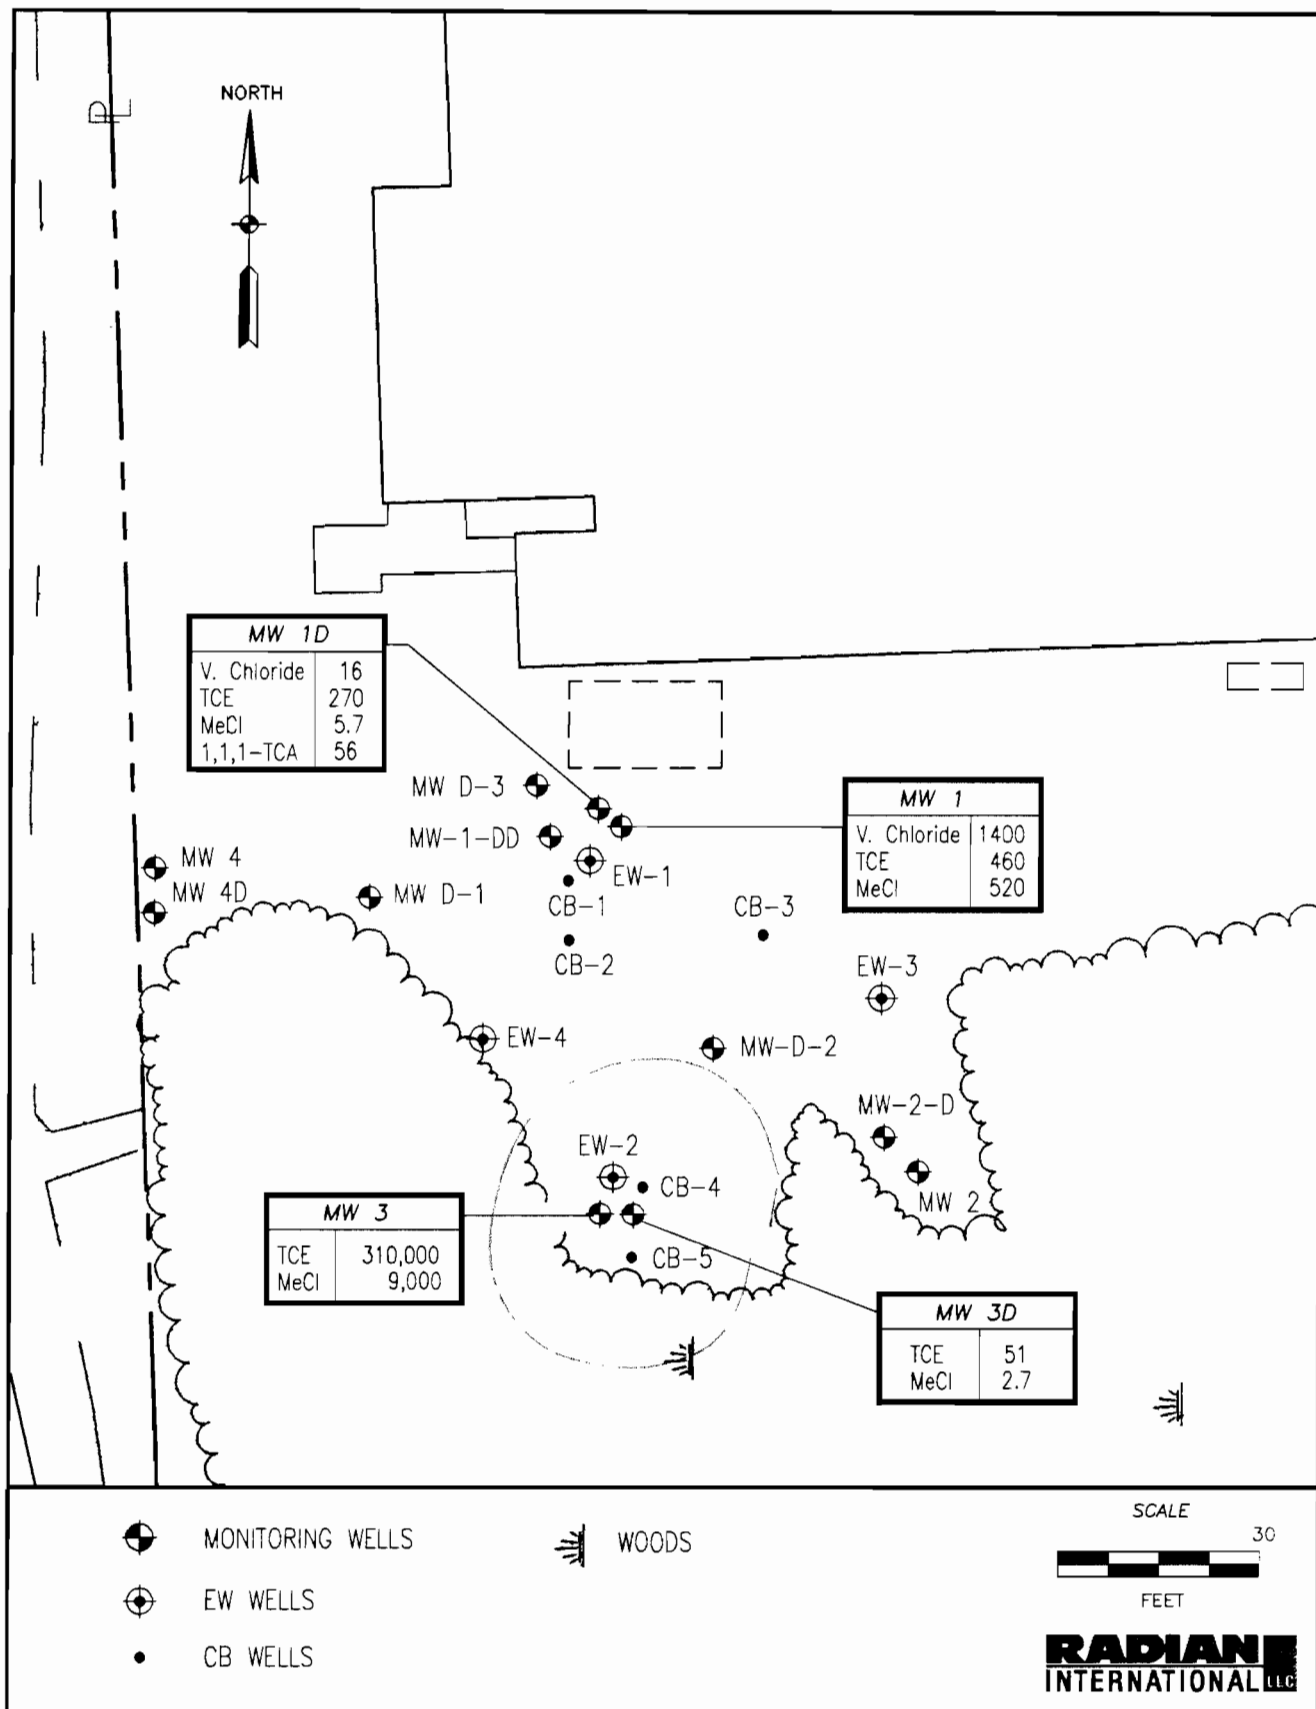 PL
NORTH
MW 1D
V. Chloride 16
TCE 270
MeCl 5.7
1,1,1-TCA 56
MW D-3
MW 1
V. Chloride 1400
TCE 460
MeCl 520
MW-1-DD
MW 4
EW-1
MW 4D
MW D-1
CB-1
CB-3
CB-2
EW-3
EW-4
MW-D-2
MW-2-D
EW-2
CB-4
MW 2
MW 3
TCE 310,000
MeCl 9,000
CB-5
MW 3D
TCE 51
MeCl 2.7
MONITORING WELLS
WOODS
EW WELLS
CB WELLS
SCALE
30
FEET
RADIAN
INTERNATIONAL LLC